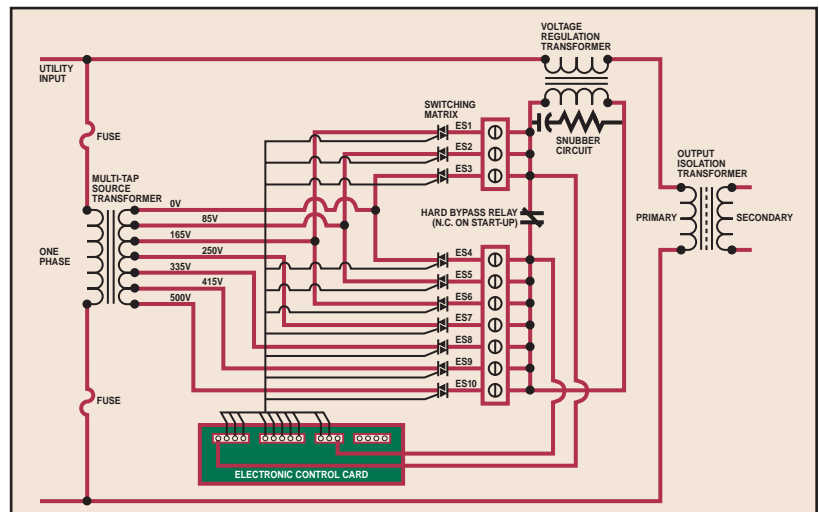 VOLTAGE
REGULATION
TRANSFORMER
UTILITY
INPUT
SWITCHING
MATRIX
ES1
ES2
ES3
SNUBBER
CIRCUIT
FUSE
OUTPUT
ISOLATION
TRANSFORMER
MULTI-TAP
SOURCE
TRANSFORMER
0V
85V
165V
250V
335V
415V
500V
HARD BYPASS RELAY
(N.C. ON START-UP)
PRIMARY
SECONDARY
ONE
PHASE
ES4
ES5
ES6
ES7
ES8
ES9
ES10
FUSE
ELECTRONIC CONTROL CARD